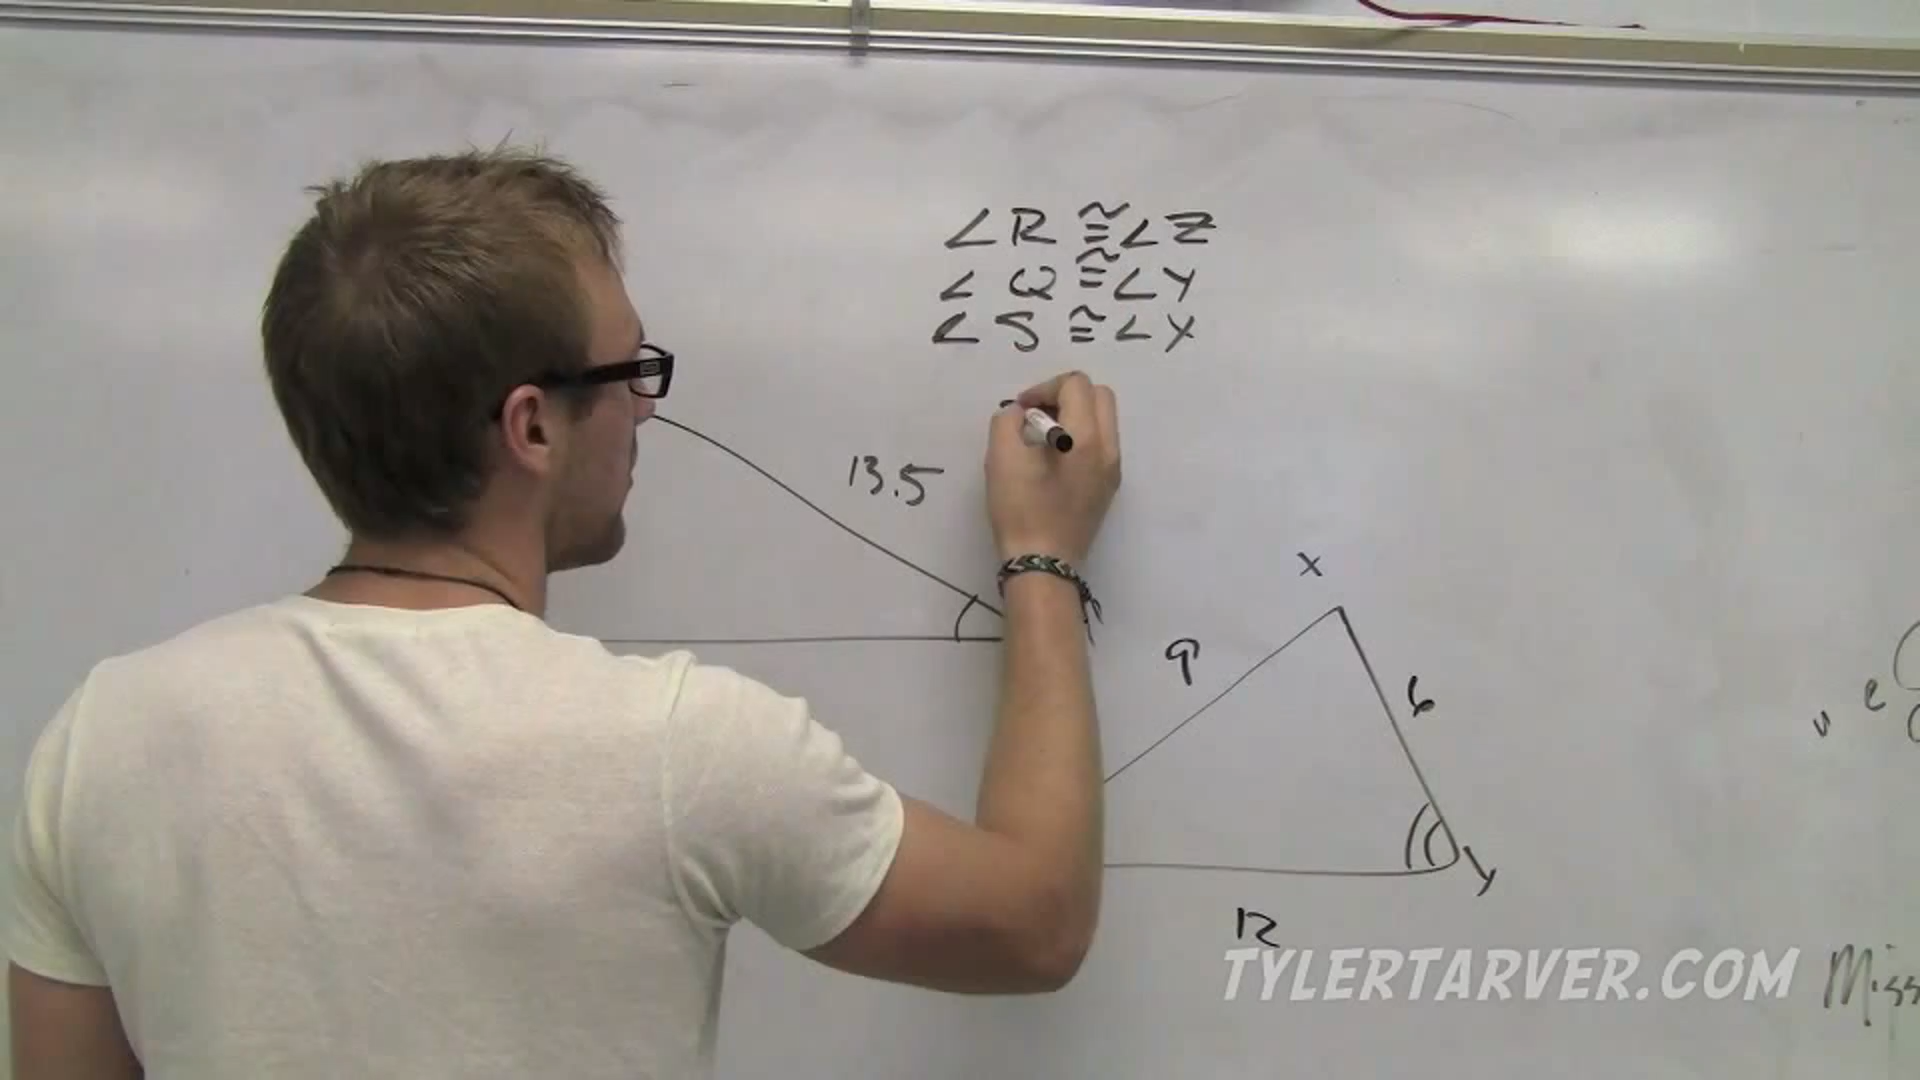 ∠R ≅ ∠Z
∠Q ≅ ∠Y
∠S ≅ ∠X
13.5
X
9
6
Y
12
TYLERTARVER.COM